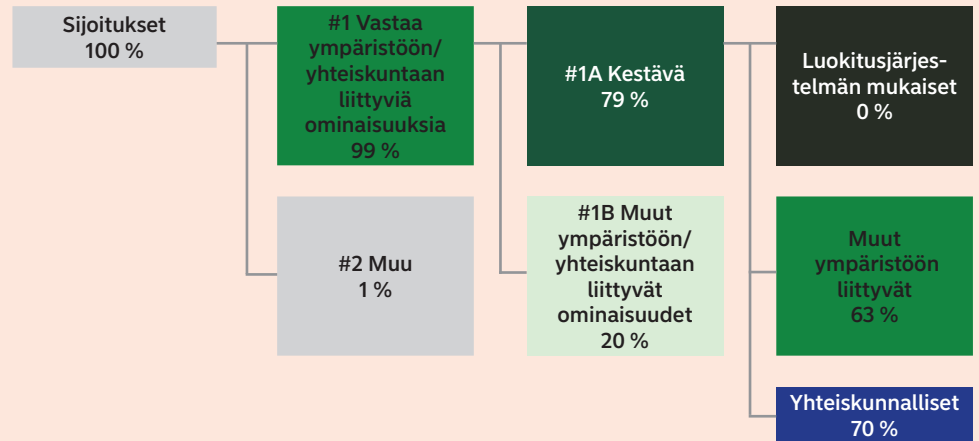 Sijoitukset
100 %
#1 Vastaa
ympäristöön/
yhteiskuntaan
liittyviä
ominaisuuksia
99 %
#2 Muu
1 %
#1A Kestävä
79 %
#1B Muut
ympäristöön/
yhteiskuntaan
liittyvät
ominaisuudet
20 %
Luokitusjärjes-
telmän mukaiset
0 %
Muut
ympäristöön
liittyvät
63 %
Yhteiskunnalliset
70 %